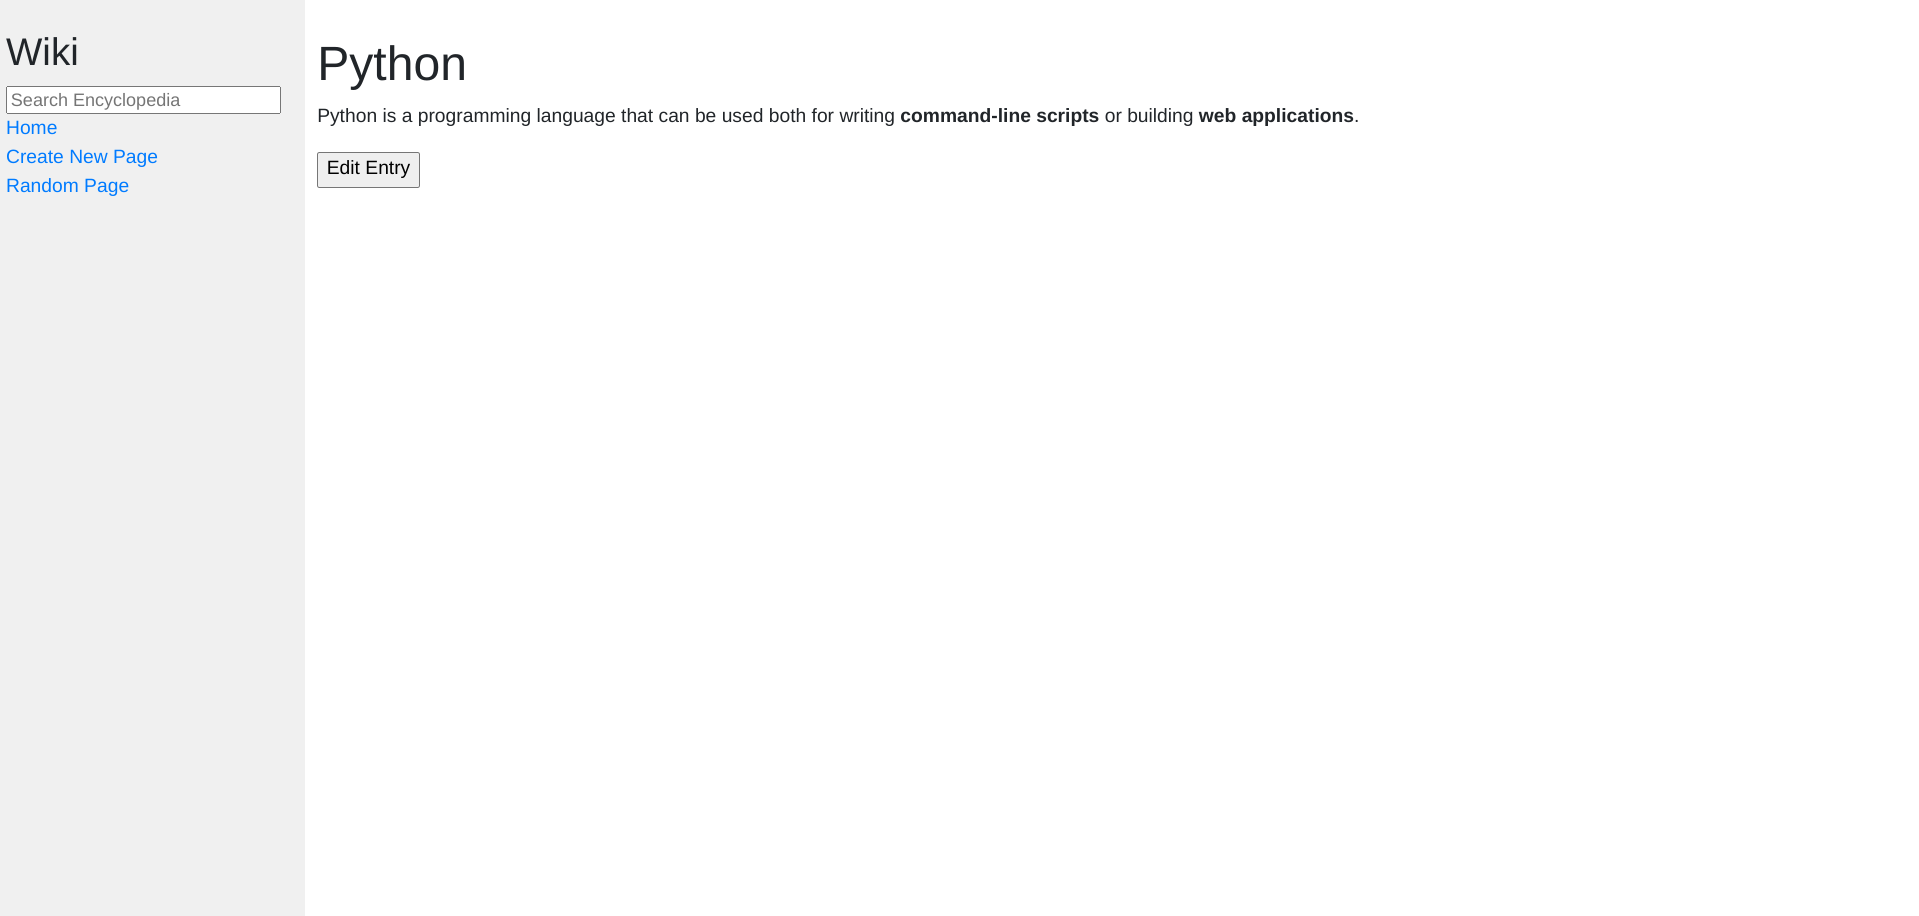 Wiki
Search Encyclopedia
Home
Create New Page
Random Page
Python
Python is a programming language that can be used both for writing command-line scripts or building web applications.
Edit Entry